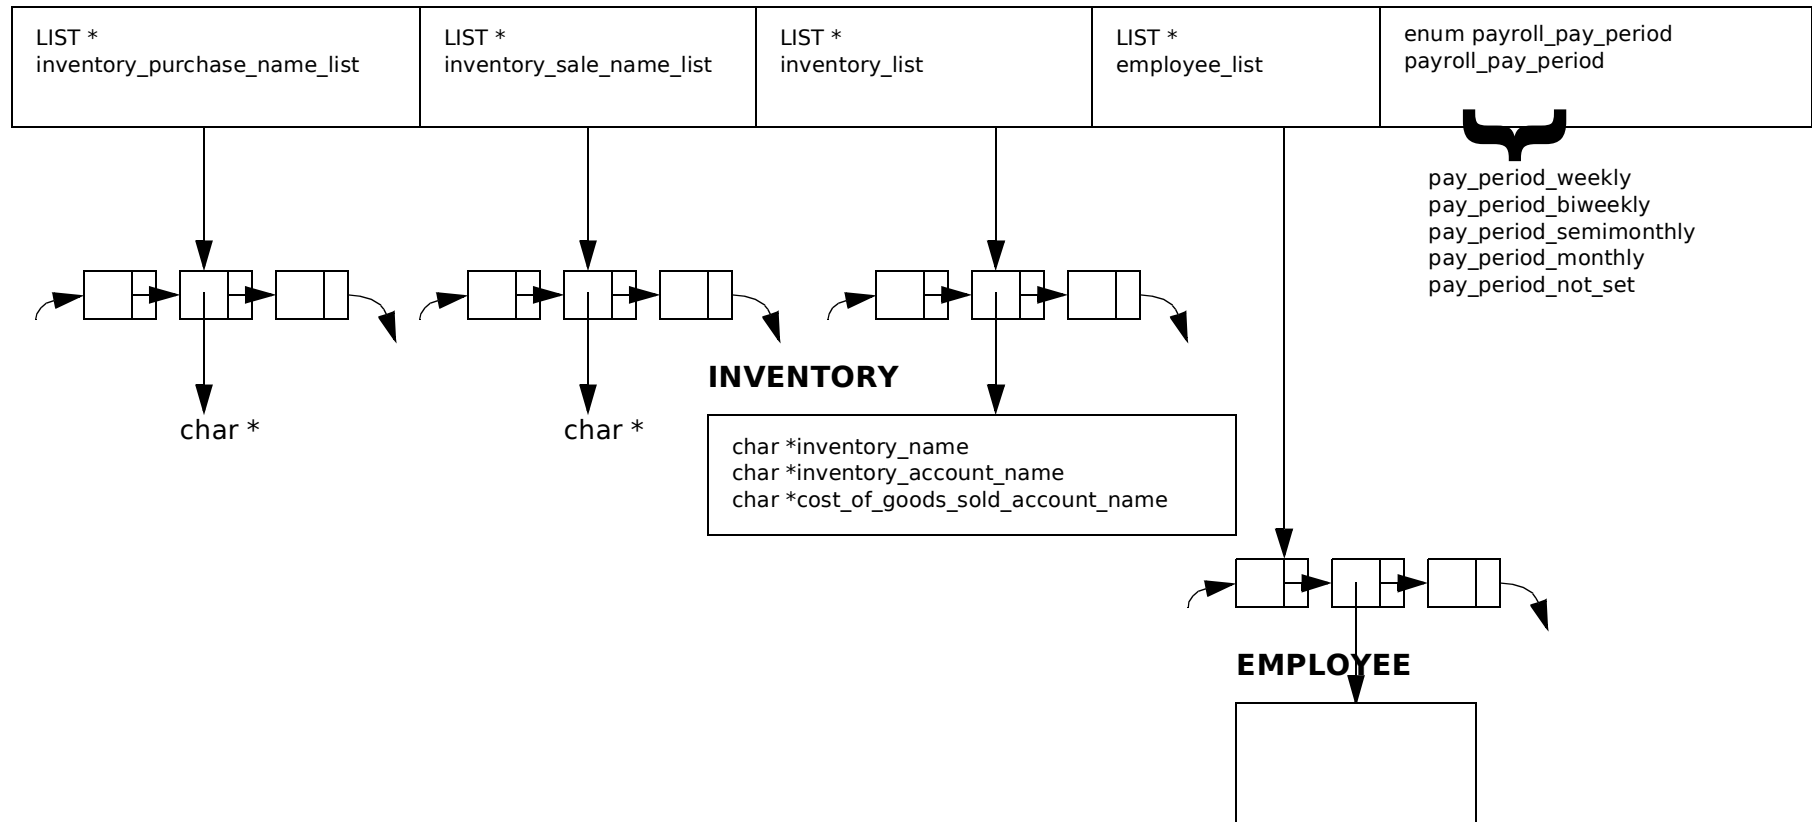 LIST *
inventory_purchase_name_list
LIST *
inventory_sale_name_list
LIST *
inventory_list
LIST *
employee_list
enum payroll_pay_period
payroll_pay_period
pay_period_weekly
pay_period_biweekly
pay_period_semimonthly
pay_period_monthly
pay_period_not_set
char *
char *
INVENTORY
char *inventory_name
char *inventory_account_name
char *cost_of_goods_sold_account_name
EMPLOYEE